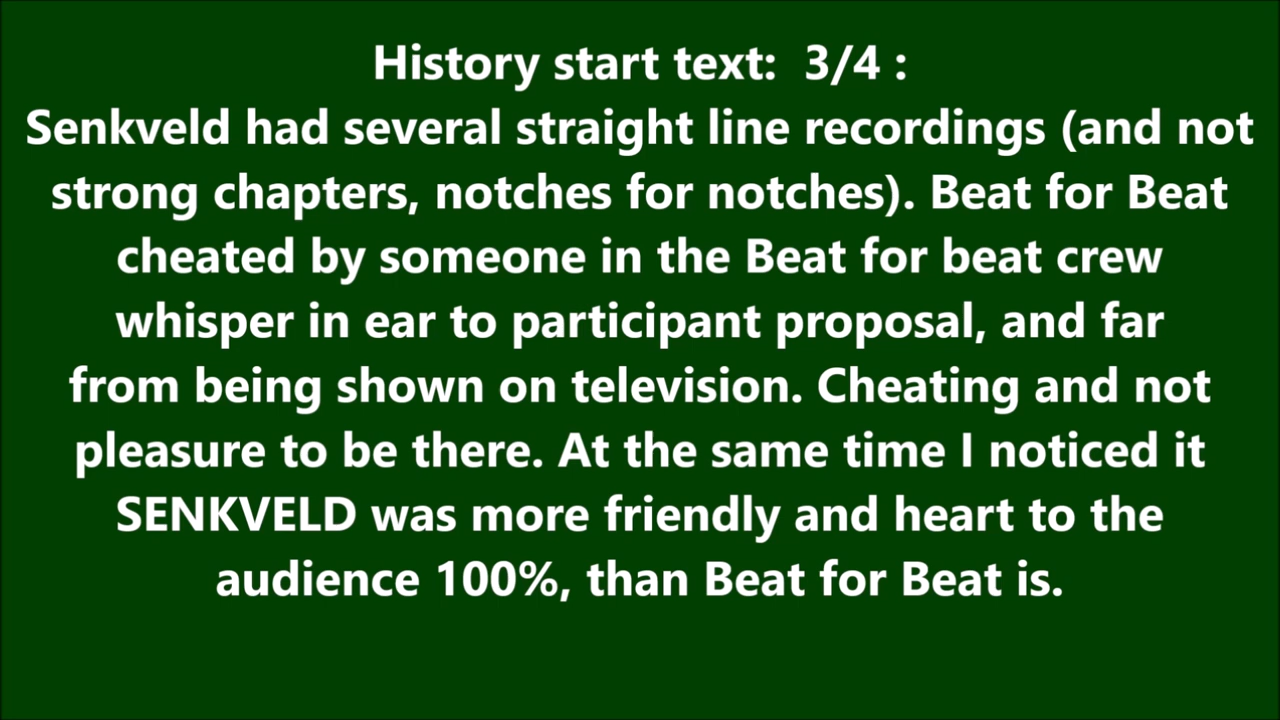 History start text:  3/4 :
Senkveld had several straight line recordings (and not
strong chapters, notches for notches). Beat for Beat
cheated by someone in the Beat for beat crew
whisper in ear to participant proposal, and far
from being shown on television. Cheating and not
pleasure to be there. At the same time I noticed it
SENKVELD was more friendly and heart to the
audience 100%, than Beat for Beat is.